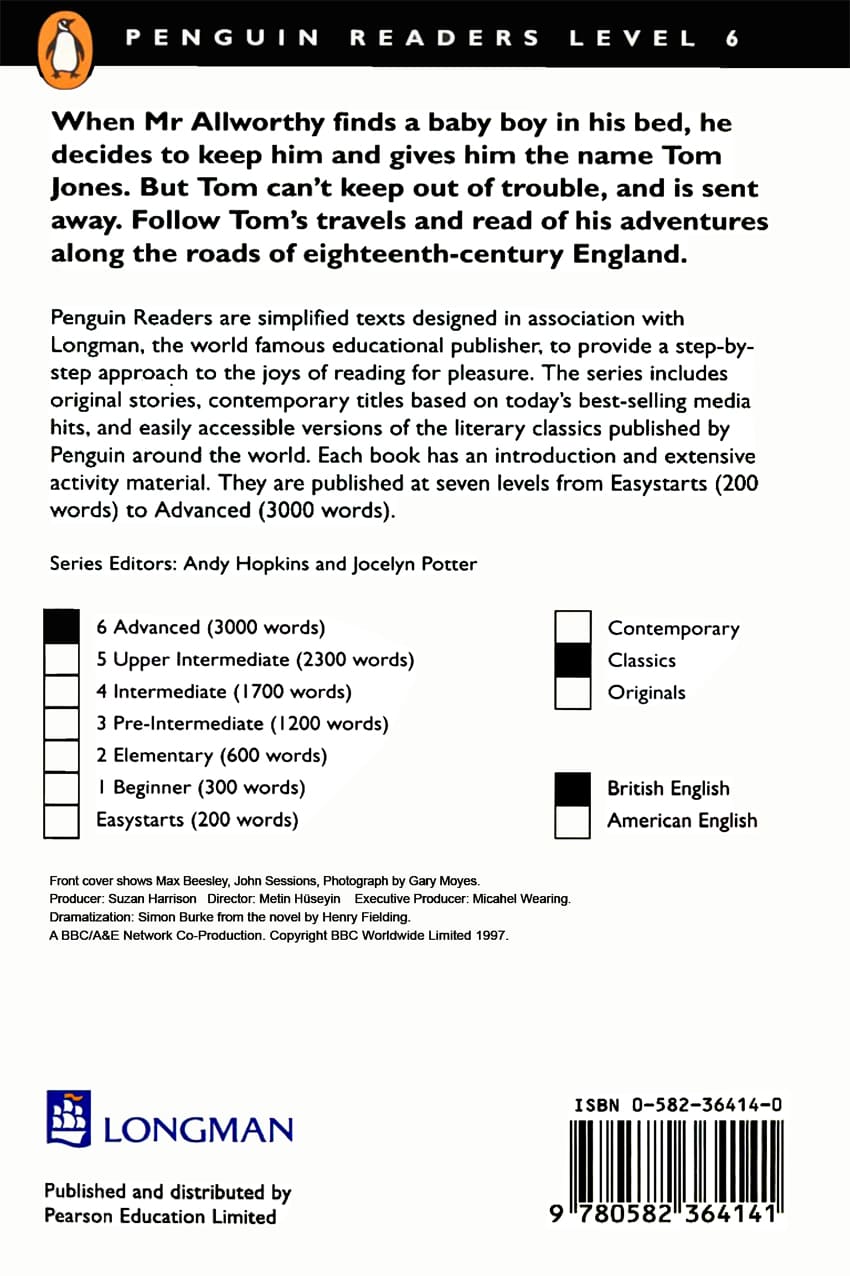 PENGUIN READERS LEVEL 6
When Mr Allworthy finds a baby boy in his bed, he
decides to keep him and gives him the name Tom
Jones. But Tom can't keep out of trouble, and is sent
away. Follow Tom's travels and read of his adventures
along the roads of eighteenth-century England.
Penguin Readers are simplified texts designed in association with
Longman, the world famous educational publisher, to provide a step-by-
step approach to the joys of reading for pleasure. The series includes
original stories, contemporary titles based on today's best-selling media
hits, and easily accessible versions of the literary classics published by
Penguin around the world. Each book has an introduction and extensive
activity material. They are published at seven levels from Easystarts (200
words) to Advanced (3000 words).
Series Editors: Andy Hopkins and Jocelyn Potter
6 Advanced (3000 words)
5 Upper Intermediate (2300 words)
4 Intermediate (1700 words)
3 Pre-Intermediate (1200 words)
2 Elementary (600 words)
1 Beginner (300 words)
Easystarts (200 words)
Contemporary
Classics
Originals
British English
American English
Front cover shows Max Beesley, John Sessions, Photograph by Gary Moyes.
Producer: Suzan Harrison Director: Metin Hüseyin Executive Producer: Micahel Wearing.
Dramatization: Simon Burke from the novel by Henry Fielding.
A BBC/A&E Network Co-Production. Copyright BBC Worldwide Limited 1997.
LONGMAN
Published and distributed by
Pearson Education Limited
ISBN 0-582-36414-0
9 780582 364141